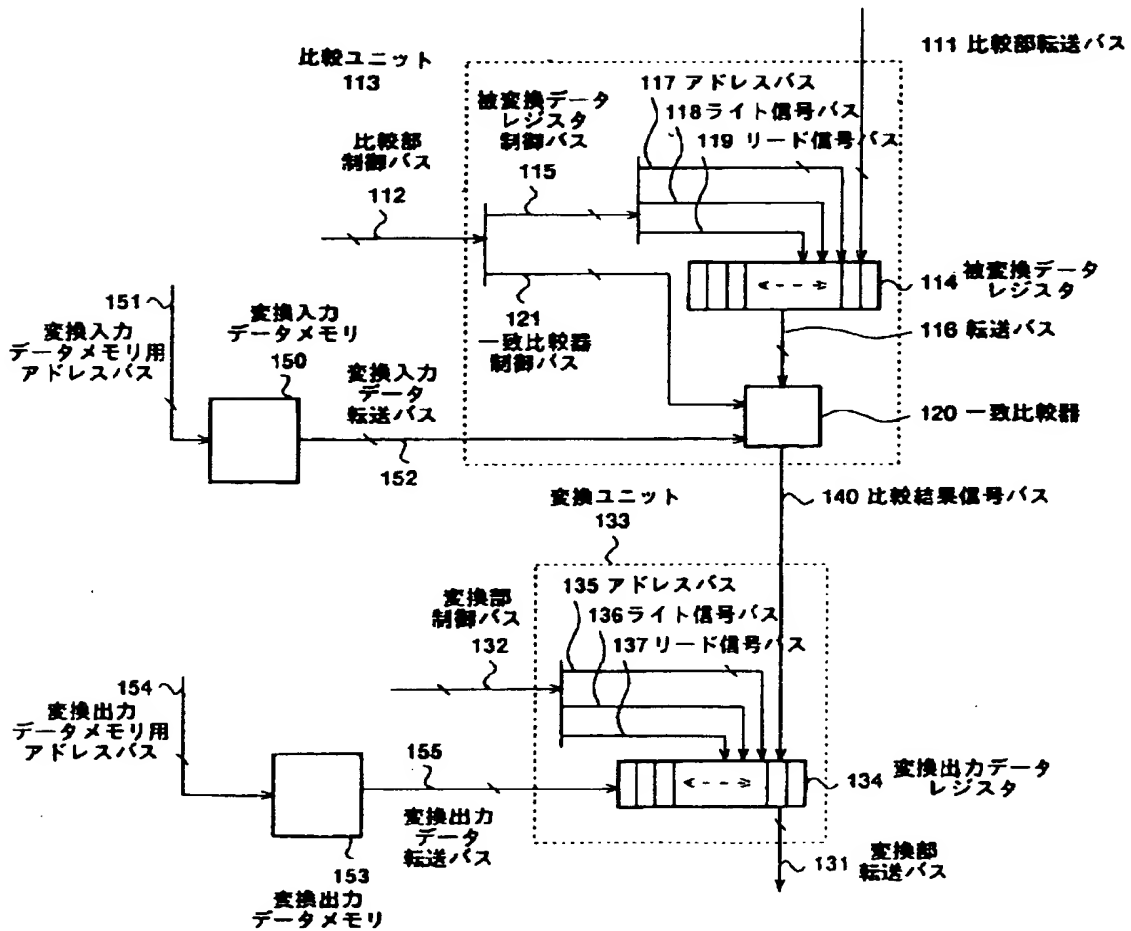 111 比較部転送バス
比較ユニット
113
117 アドレスバス
118 ライト信号バス
119 リード信号バス
被変換データ
レジスタ
制御バス
115
比較部
制御バス
112
114 被変換データ
レジスタ
116 転送バス
121
一致比較器
制御バス
151
変換入力
データメモリ用
アドレスバス
変換入力
データメモリ
150
変換入力
データ
転送バス
152
120 一致比較器
140 比較結果信号バス
変換ユニット
133
135 アドレスバス
136 ライト信号バス
137 リード信号バス
変換部
制御バス
132
154
変換出力
データメモリ用
アドレスバス
155
変換出力
データ
転送バス
134 変換出力データ
レジスタ
131 変換部
転送バス
153
変換出力
データメモリ